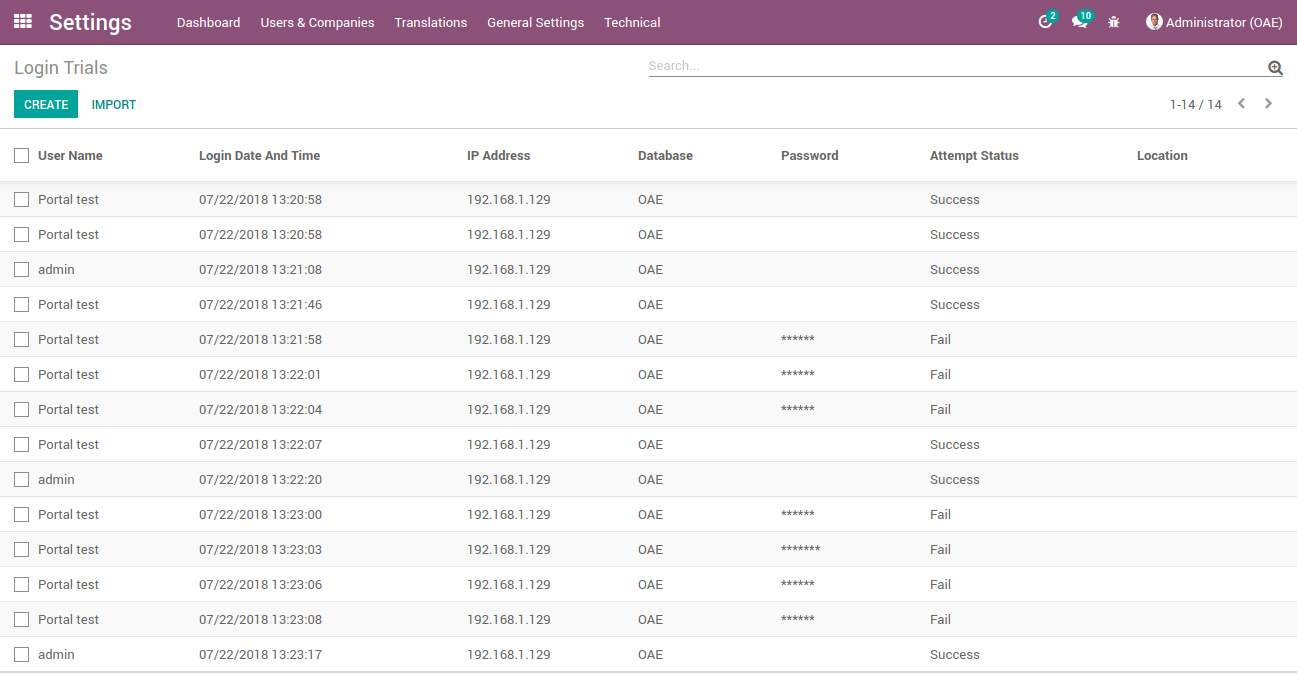 Settings Dashboard Users & Companies Translations General Settings Technical 2 10 Administrator (OAE)
Login Trials Search...
CREATE IMPORT 1-14 / 14
User Name Login Date And Time IP Address Database Password Attempt Status Location
Portal test 07/22/2018 13:20:58 192.168.1.129 OAE Success
Portal test 07/22/2018 13:20:58 192.168.1.129 OAE Success
admin 07/22/2018 13:21:08 192.168.1.129 OAE Success
Portal test 07/22/2018 13:21:46 192.168.1.129 OAE Success
Portal test 07/22/2018 13:21:58 192.168.1.129 OAE ****** Fail
Portal test 07/22/2018 13:22:01 192.168.1.129 OAE ****** Fail
Portal test 07/22/2018 13:22:04 192.168.1.129 OAE ****** Fail
Portal test 07/22/2018 13:22:07 192.168.1.129 OAE Success
admin 07/22/2018 13:22:20 192.168.1.129 OAE Success
Portal test 07/22/2018 13:23:00 192.168.1.129 OAE ****** Fail
Portal test 07/22/2018 13:23:03 192.168.1.129 OAE ******* Fail
Portal test 07/22/2018 13:23:06 192.168.1.129 OAE ****** Fail
Portal test 07/22/2018 13:23:08 192.168.1.129 OAE ****** Fail
admin 07/22/2018 13:23:17 192.168.1.129 OAE Success